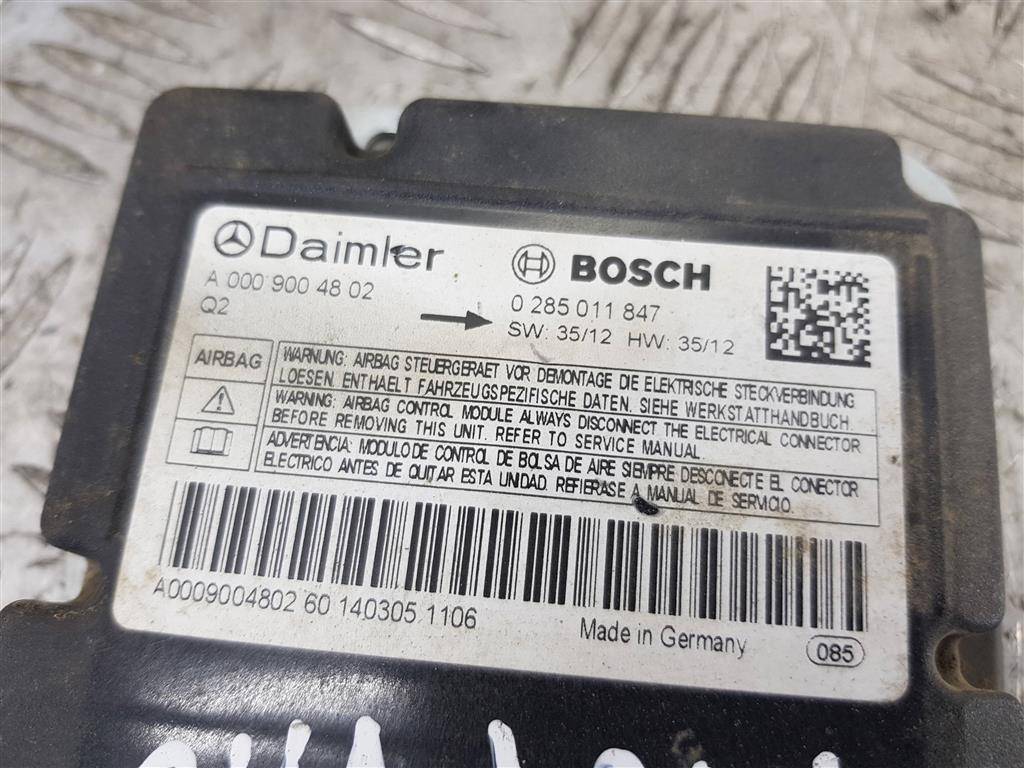 Daimler
A 000 900 48 02
Q2
BOSCH
0 285 011 847
SW: 35/12 HW: 35/12
AIRBAG
WARNUNG: AIRBAG STEUERGERAET VOR DEMONTAGE DIE ELEKTRISCHE STECKVERBINDUNG
LOESEN. ENTHAELT FAHRZEUGSPEZIFISCHE DATEN. SIEHE WERKSTATTHANDBUCH.
WARNING: AIRBAG CONTROL MODULE ALWAYS DISCONNECT THE ELECTRICAL CONNECTOR
BEFORE REMOVING THIS UNIT. REFER TO SERVICE MANUAL.
ADVERTENCIA: MODULO DE CONTROL DE BOLSA DE AIRE SIEMPRE DESCONECTE EL CONECTOR
ELECTRICO ANTES DE QUITAR ESTA UNIDAD. REFIERASE A MANUAL DE SERVICIO.
A0009004802 60 140305 1106
Made in Germany
085